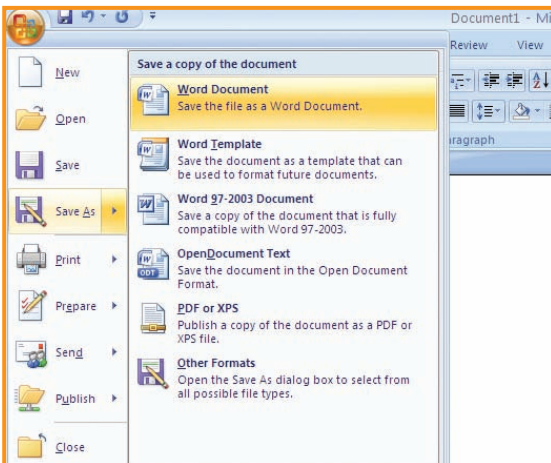 Document1 - Mi
Review View
aragraph
New
Open
Save
Save As
Print
Prepare
Send
Publish
Close
Save a copy of the document
Word Document
Save the file as a Word Document.
Word Template
Save the document as a template that can
be used to format future documents.
Word 97-2003 Document
Save a copy of the document that is fully
compatible with Word 97-2003.
OpenDocument Text
Save the document in the Open Document
Format.
PDF or XPS
Publish a copy of the document as a PDF or
XPS file.
Other Formats
Open the Save As dialog box to select from
all possible file types.